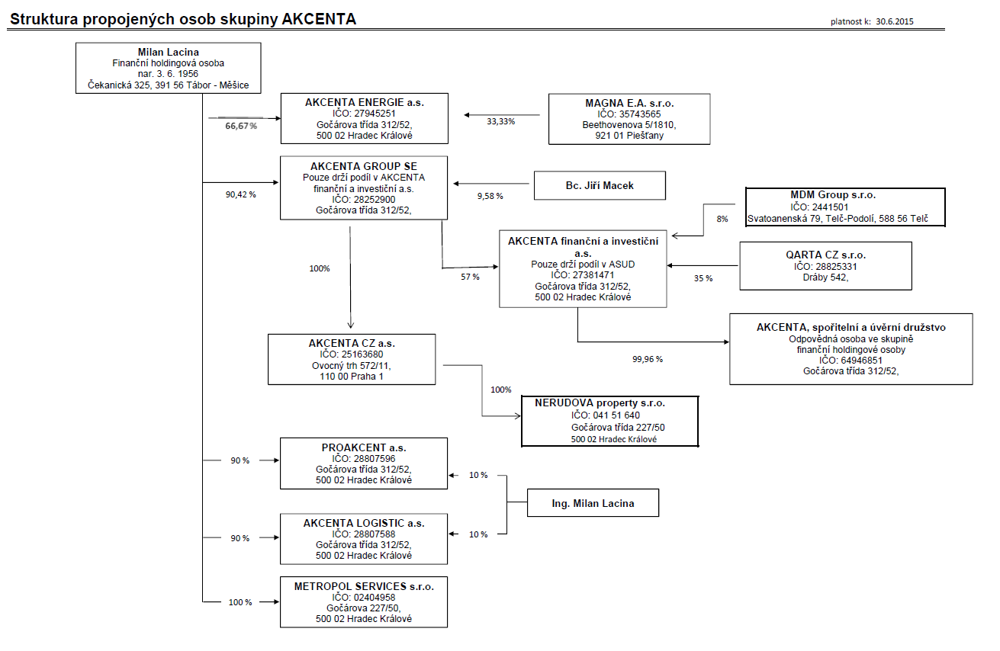 Struktura propojených osob skupiny AKCENTA
platnost k: 30.6.2015
Milan Lacina
Finanční holdingová osoba
nar. 3. 6. 1956
Čekanická 325, 391 56 Tábor - Měšice
AKCENTA ENERGIE a.s.
IČO: 27945251
Gočárova třída 312/52,
500 02 Hradec Králové
66,67 %
33,33%
MAGNA E.A. s.r.o.
IČO: 35743565
Beethovenova 5/1810,
921 01 Piešťany
AKCENTA GROUP SE
Pouze drží podíl v AKCENTA
finanční a investiční a.s.
IČO: 28252900
Gočárova třída 312/52,
90,42 %
9,58 %
Bc. Jiří Macek
MDM Group s.r.o.
IČO: 2441501
Svatoanenská 79, Telč-Podolí, 588 56 Telč
8%
AKCENTA finanční a investiční
a.s.
Pouze drží podíl v ASUD
IČO: 27381471
Gočárova třída 312/52,
500 02 Hradec Králové
100%
57 %
35 %
QARTA CZ s.r.o.
IČO: 28825331
Dráby 542,
AKCENTA, spořitelní a úvěrní družstvo
Odpovědná osoba ve skupině
finanční holdingové osoby
IČO: 64946851
Gočárova třída 312/52,
99,96 %
AKCENTA CZ a.s.
IČO: 25163680
Ovocný trh 572/11,
110 00 Praha 1
100%
NERUDOVA property s.r.o.
IČO: 041 51 640
Gočárova třída 227/50
500 02 Hradec Králové
PROAKCENT a.s.
IČO: 28807596
Gočárova třída 312/52,
500 02 Hradec Králové
90 %
10 %
Ing. Milan Lacina
AKCENTA LOGISTIC a.s.
IČO: 28807588
Gočárova třída 312/52,
500 02 Hradec Králové
90 %
10 %
METROPOL SERVICES s.r.o.
IČO: 02404958
Gočárova 227/50,
500 02 Hradec Králové
100 %